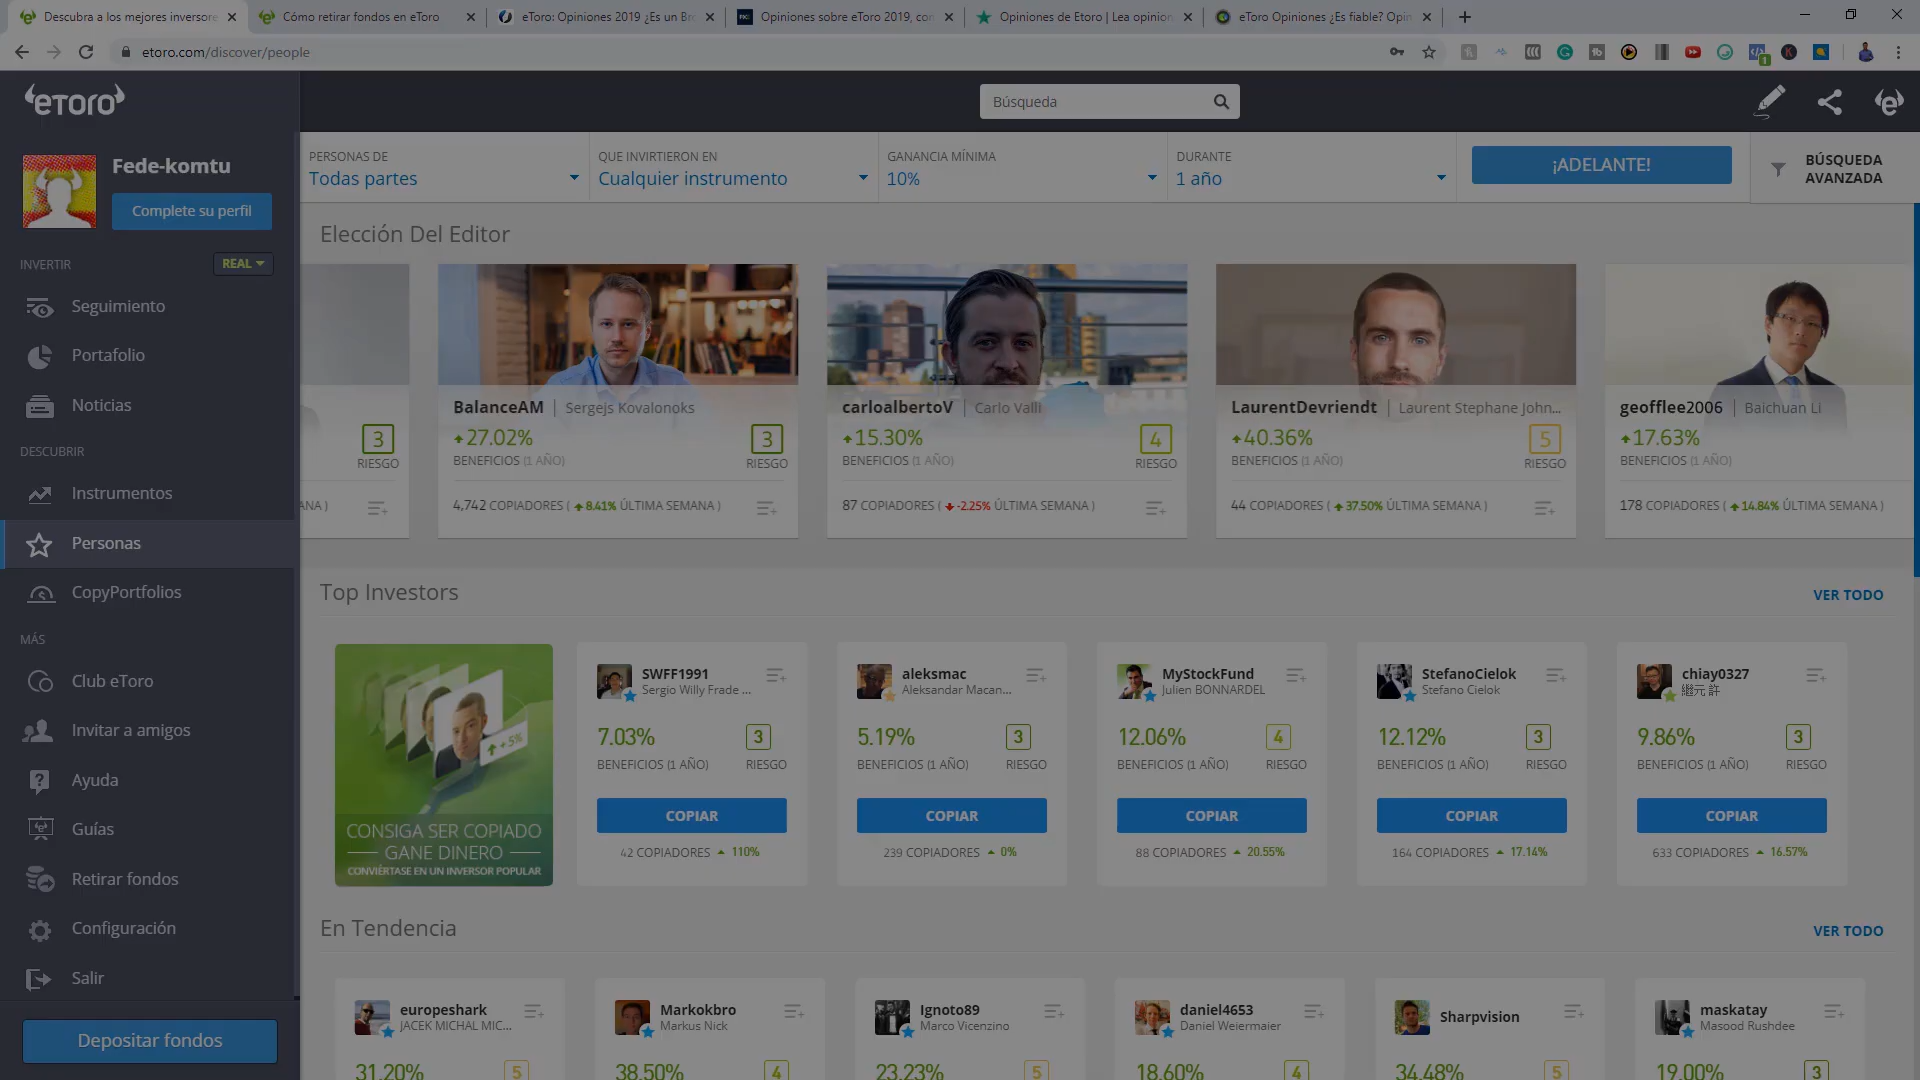 Descubra a los mejores inversore
Cómo retirar fondos en eToro
eToro: Opiniones 2019 ¿Es un Br
Opiniones sobre eToro 2019, co
Opiniones de Etoro | Lea opinion
eToro Opiniones ¿Es fiable? Opi
etoro.com/discover/people
eToro
Búsqueda
Fede-komtu
Complete su perfil
INVERTIR
REAL
Seguimiento
Portafolio
Noticias
DESCUBRIR
Instrumentos
Personas
CopyPortfolios
MÁS
Club eToro
Invitar a amigos
Ayuda
Guías
Retirar fondos
Configuración
Salir
Depositar fondos
PERSONAS DE
Todas partes
QUE INVIRTIERON EN
Cualquier instrumento
GANANCIA MÍNIMA
10%
DURANTE
1 año
¡ADELANTE!
BÚSQUEDA
AVANZADA
Elección Del Editor
3
RIESGO
ANA )
BalanceAM | Sergejs Kovalonoks
27.02%
BENEFICIOS (1 AÑO)
3
RIESGO
4,742 COPIADORES ( 8.41% ÚLTIMA SEMANA )
carloalbertoV | Carlo Valli
15.30%
BENEFICIOS (1 AÑO)
4
RIESGO
87 COPIADORES ( -2.25% ÚLTIMA SEMANA )
LaurentDevriendt | Laurent Stephane John...
40.36%
BENEFICIOS (1 AÑO)
5
RIESGO
44 COPIADORES ( 37.50% ÚLTIMA SEMANA )
geofflee2006 | Baichuan Li
17.63%
BENEFICIOS (1 AÑO)
178 COPIADORES ( 14.84% ÚLTIMA SEMANA )
Top Investors
VER TODO
+ 5%
CONSIGA SER COPIADO
GANE DINERO
CONVIÉRTASE EN UN INVERSOR POPULAR
SWFF1991
Sergio Willy Frade ...
7.03%
3
BENEFICIOS (1 AÑO)
RIESGO
COPIAR
42 COPIADORES 110%
aleksmac
Aleksandar Macan...
5.19%
3
BENEFICIOS (1 AÑO)
RIESGO
COPIAR
239 COPIADORES 0%
MyStockFund
Julien BONNARDEL
12.06%
4
BENEFICIOS (1 AÑO)
RIESGO
COPIAR
88 COPIADORES 20.55%
StefanoCielok
Stefano Cielok
12.12%
3
BENEFICIOS (1 AÑO)
RIESGO
COPIAR
164 COPIADORES 17.14%
chiay0327
繼元 許
9.86%
3
BENEFICIOS (1 AÑO)
RIESGO
COPIAR
633 COPIADORES 16.57%
En Tendencia
VER TODO
europeshark
JACEK MICHAL MIC...
31.20%
5
Markokbro
Markus Nick
38.50%
4
Ignoto89
Marco Vicenzino
23.23%
5
daniel4653
Daniel Weiermaier
18.60%
4
Sharpvision
34.48%
5
maskatay
Masood Rushdee
19.00%
3